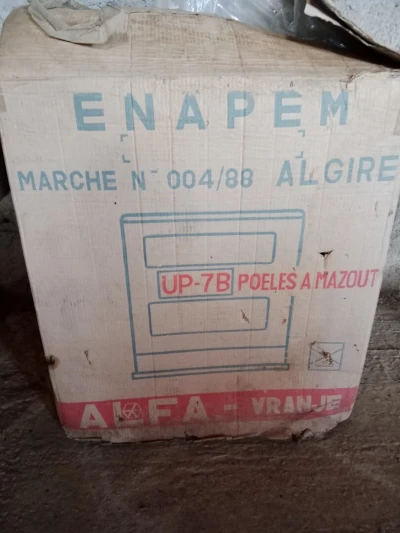 ENAPEM
MARCHE N° 004/88 ALGIRE
UP-7B POELES A MAZOUT
ALFA - VRANJE